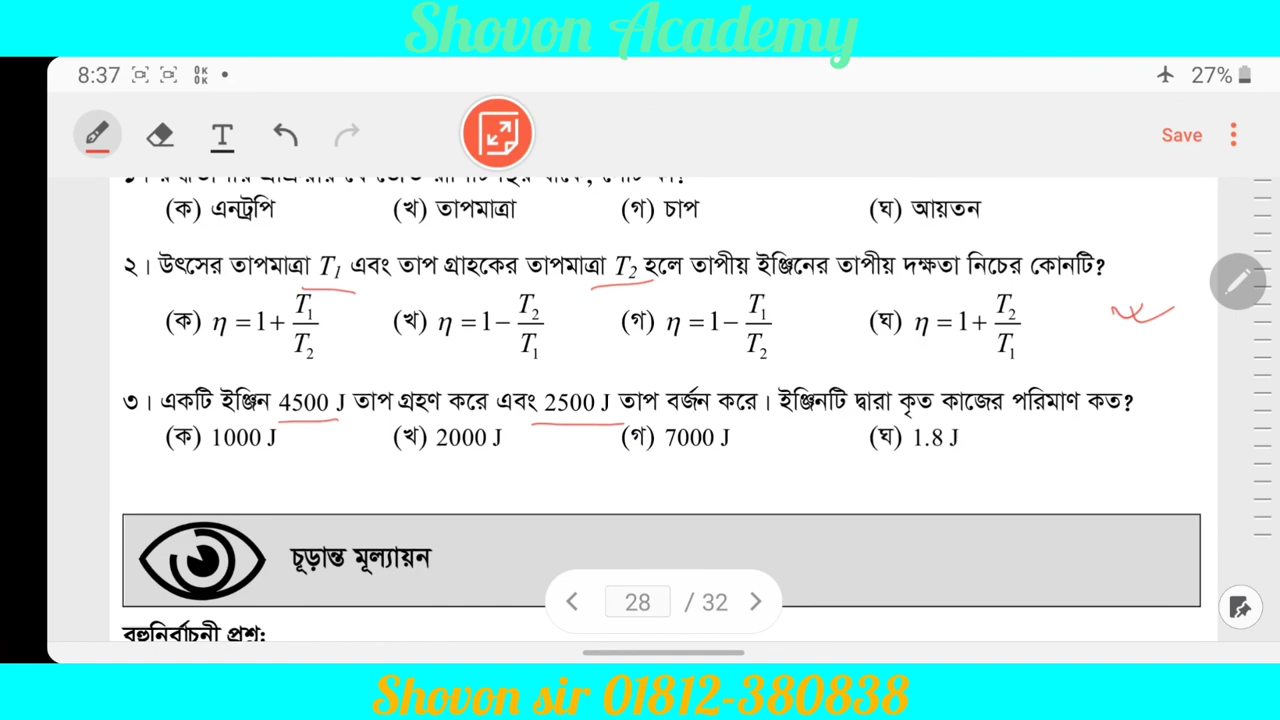 Shovon Academy
8:37
27%
T
Save
(ক) এনট্রপি (খ) তাপমাত্রা (গ) চাপ (ঘ) আয়তন
২। উৎসের তাপমাত্রা T₁ এবং তাপ গ্রাহকের তাপমাত্রা T₂ হলে তাপীয় ইঞ্জিনের তাপীয় দক্ষতা নিচের কোনটি?
(ক) η = 1 + T₁/T₂ (খ) η = 1 − T₂/T₁ (গ) η = 1 − T₁/T₂ (ঘ) η = 1 + T₂/T₁
৩। একটি ইঞ্জিন 4500 J তাপ গ্রহণ করে এবং 2500 J তাপ বর্জন করে। ইঞ্জিনটি দ্বারা কৃত কাজের পরিমাণ কত?
(ক) 1000 J (খ) 2000 J (গ) 7000 J (ঘ) 1.8 J
চূড়ান্ত মূল্যায়ন
28 / 32
বহুনির্বাচনী প্রশ্ন:
Shovon sir 01812-380838